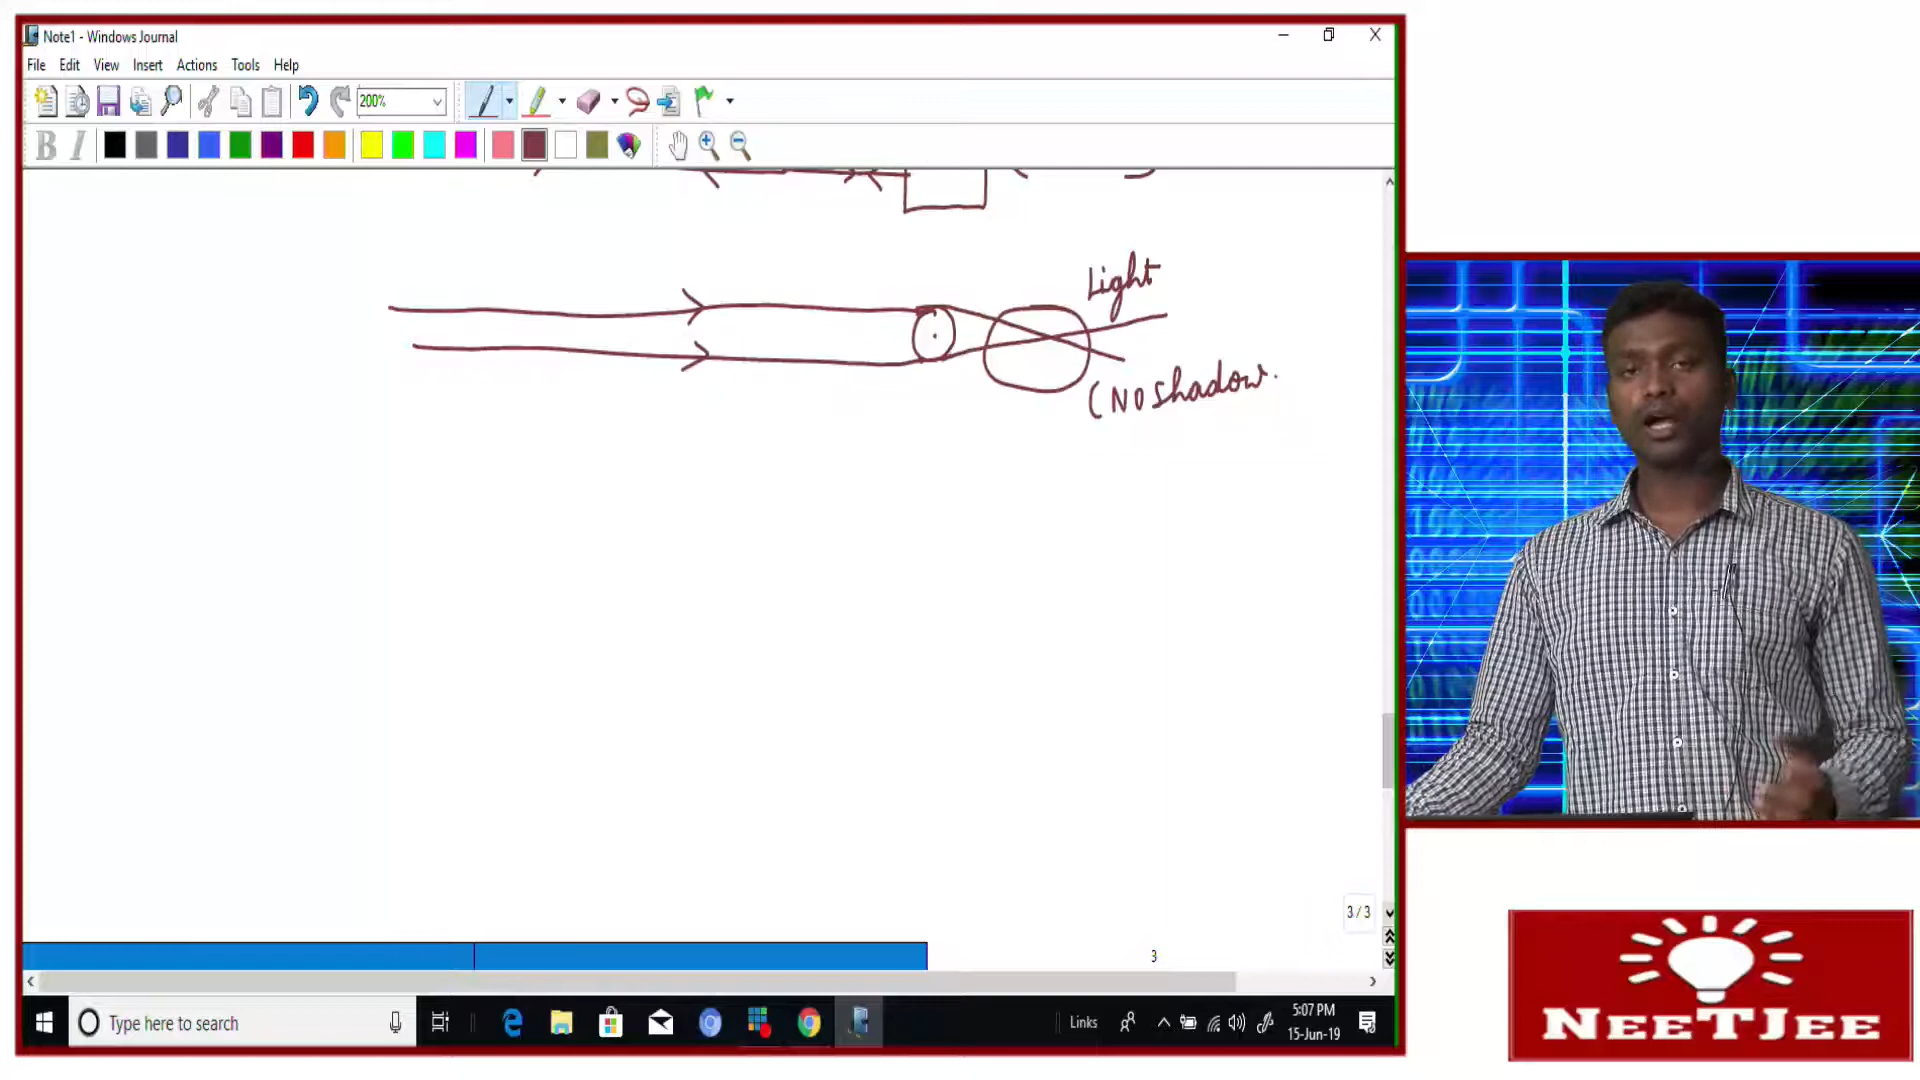 Note1 - Windows Journal
File Edit View Insert Actions Tools Help
200%
B I
Light
(No shadow.
3 / 3
3
Type here to search
Links
5:07 PM
15-Jun-19
NEETJEE